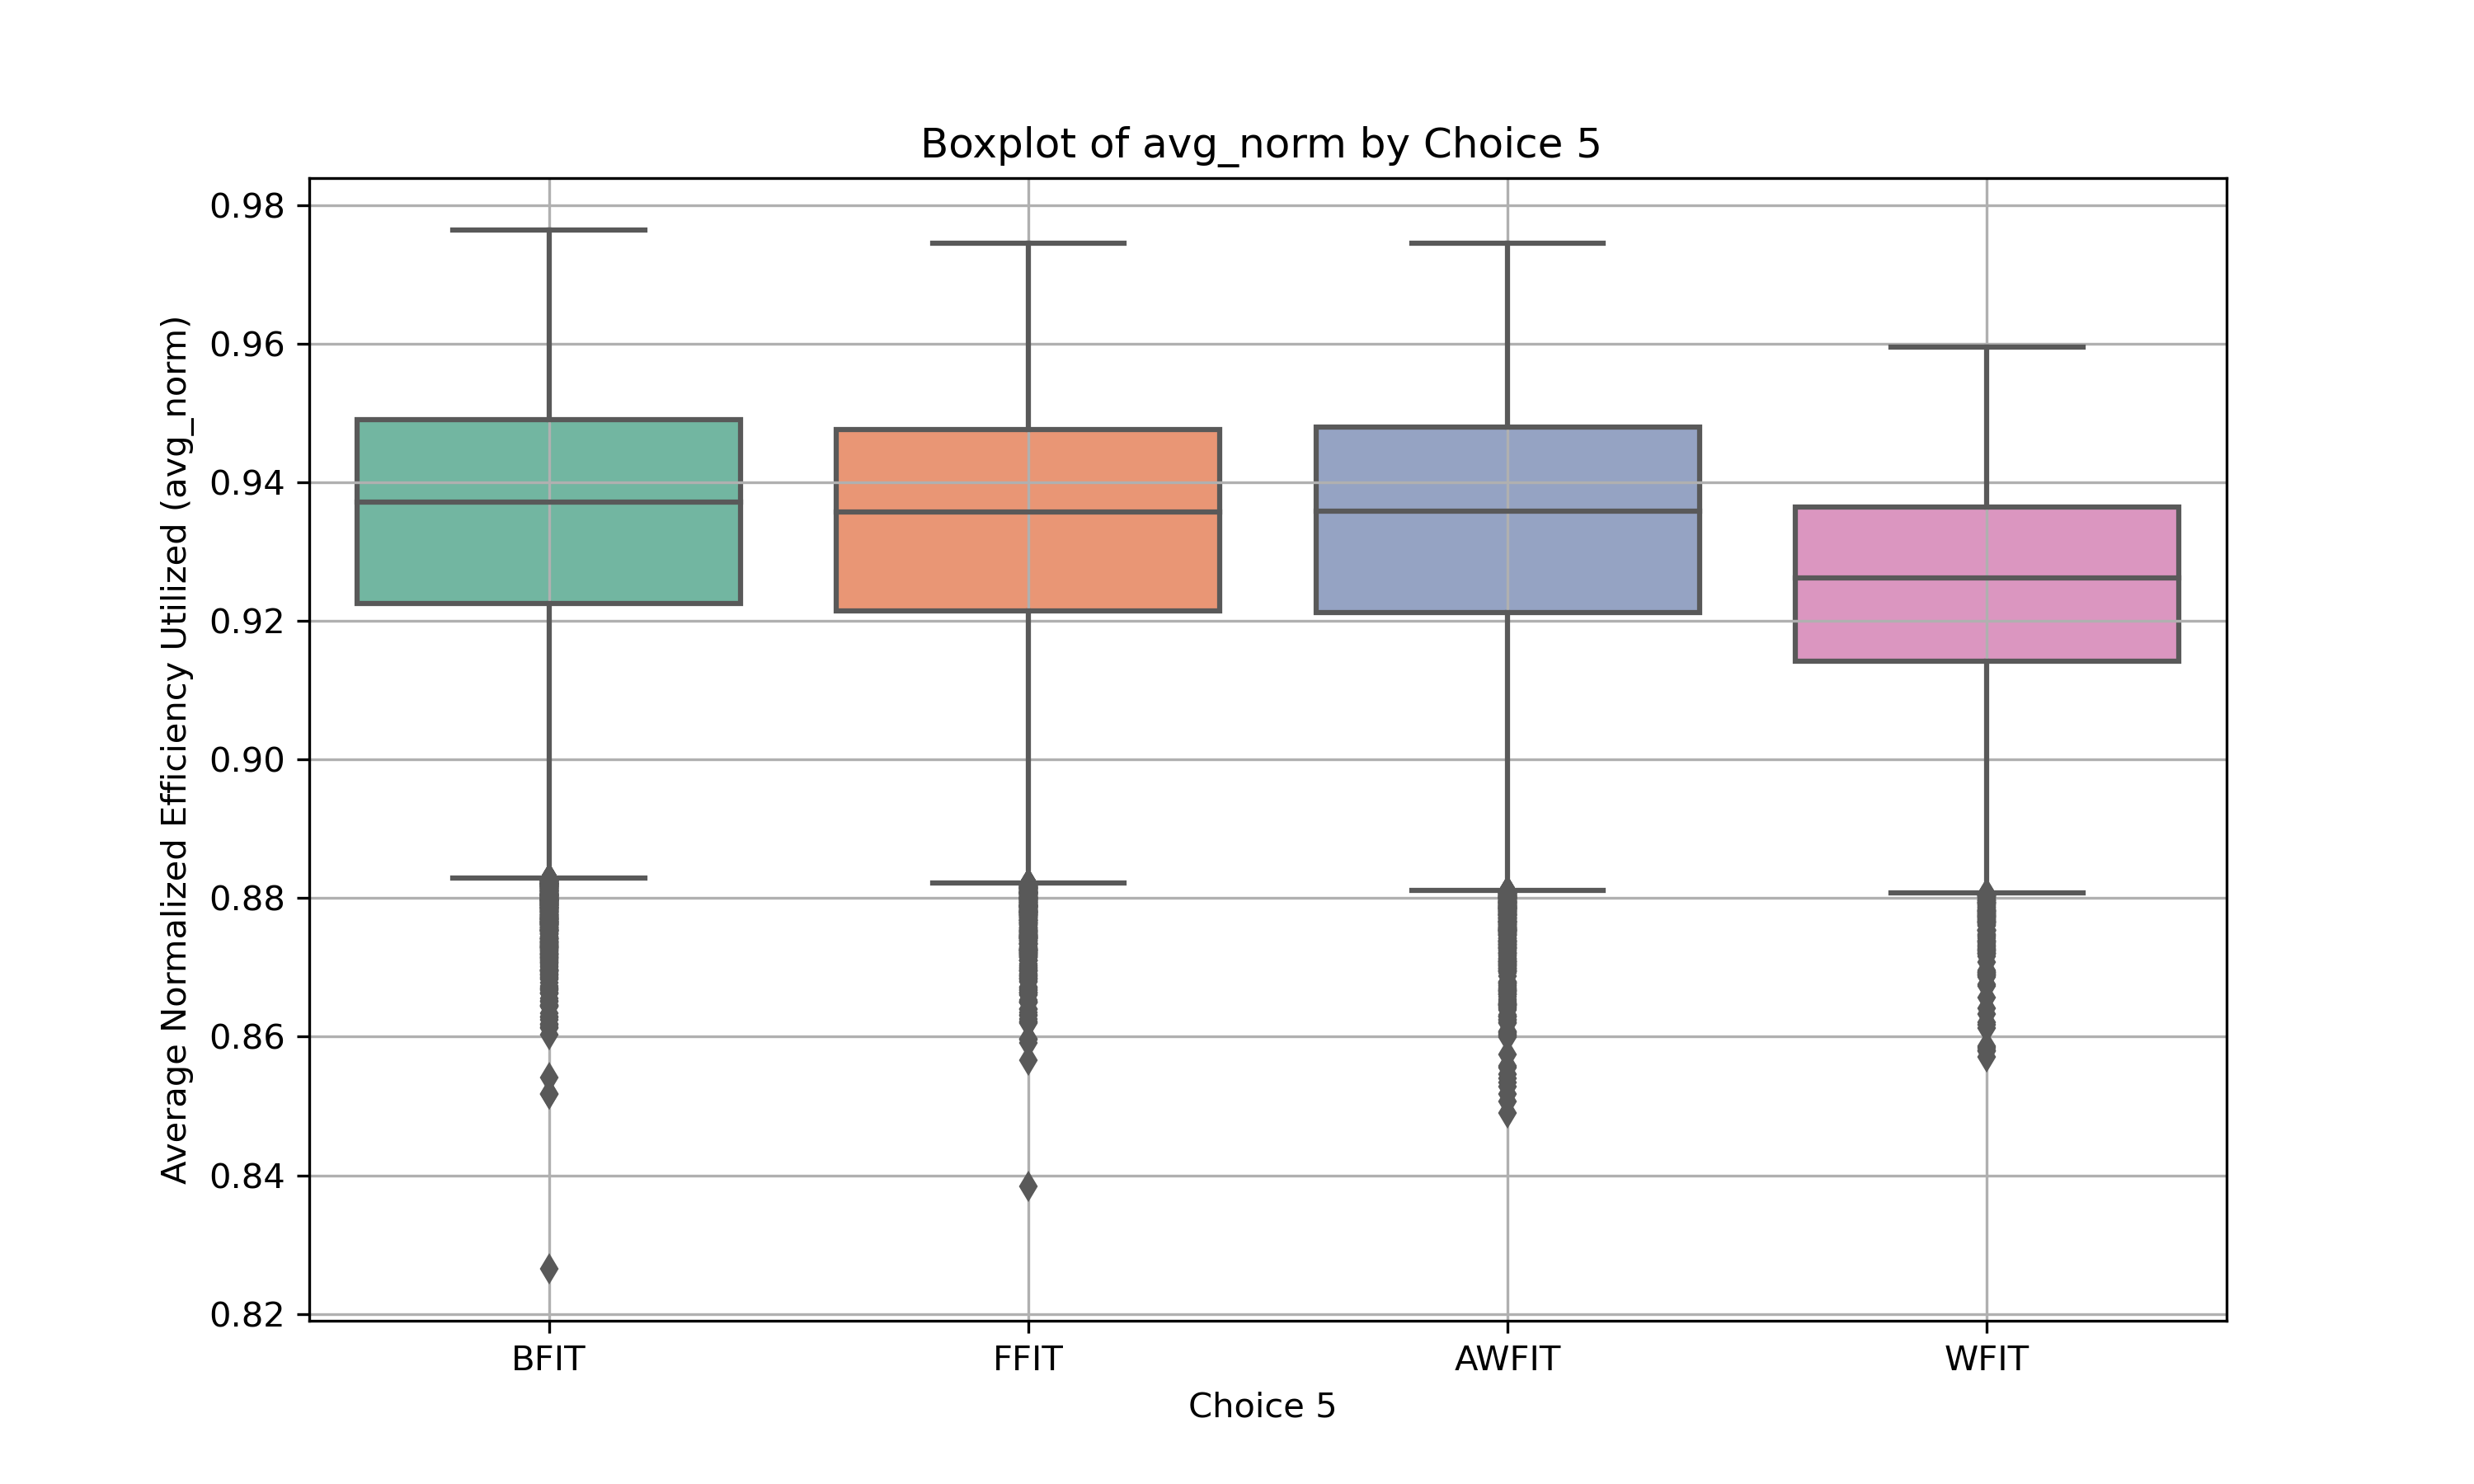 Boxplot of avg_norm by Choice 5
Average Normalized Efficiency Utilized (avg_norm)
0.98
0.96
0.94
0.92
0.90
0.88
0.86
0.84
0.82
BFIT FFIT AWFIT WFIT
Choice 5